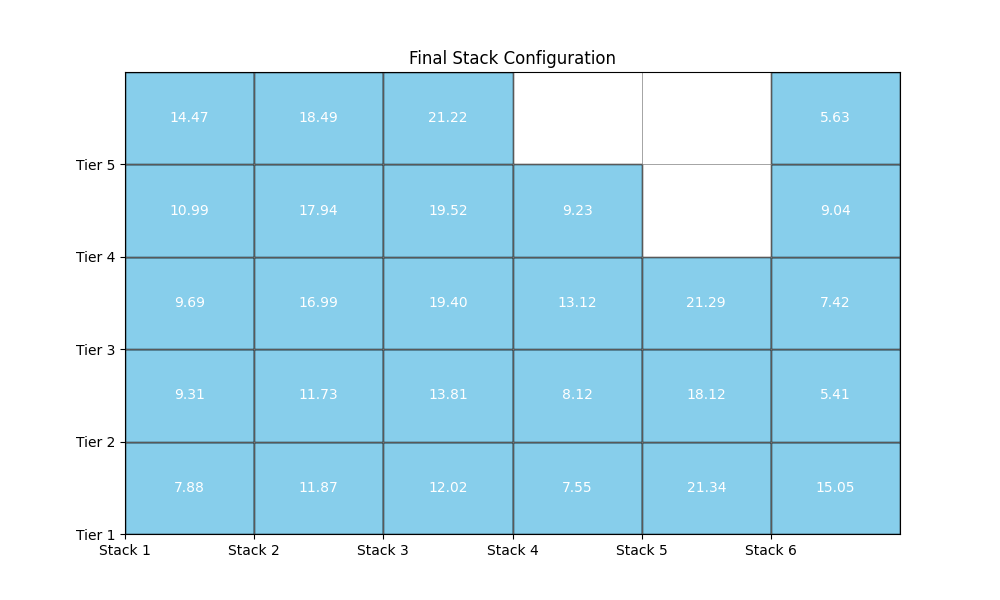 Final Stack Configuration
14.47 18.49 21.22 5.63
Tier 5
10.99 17.94 19.52 9.23 9.04
Tier 4
9.69 16.99 19.40 13.12 21.29 7.42
Tier 3
9.31 11.73 13.81 8.12 18.12 5.41
Tier 2
7.88 11.87 12.02 7.55 21.34 15.05
Tier 1
Stack 1 Stack 2 Stack 3 Stack 4 Stack 5 Stack 6